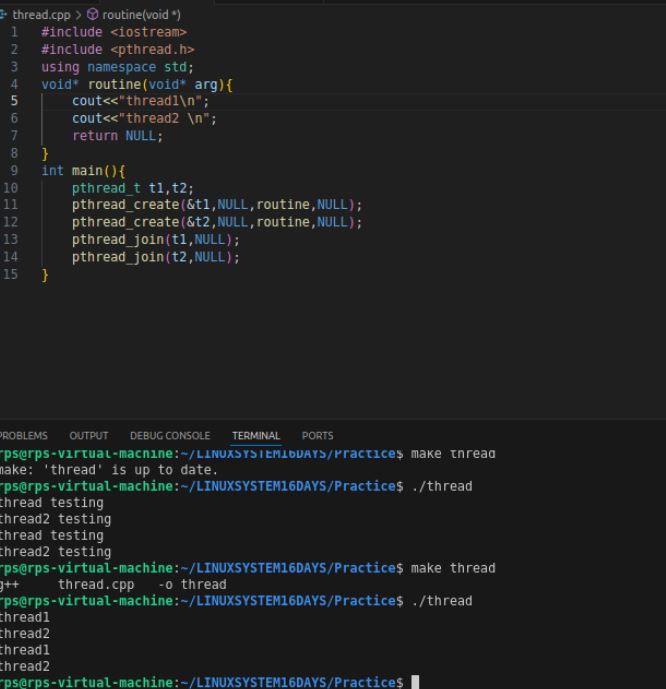 thread.cpp > routine(void *)
1 #include <iostream>
2 #include <pthread.h>
3 using namespace std;
4 void* routine(void* arg){
5     cout<<"thread1\n";
6     cout<<"thread2 \n";
7     return NULL;
8 }
9 int main(){
10     pthread_t t1,t2;
11     pthread_create(&t1,NULL,routine,NULL);
12     pthread_create(&t2,NULL,routine,NULL);
13     pthread_join(t1,NULL);
14     pthread_join(t2,NULL);
15 }
PROBLEMS OUTPUT DEBUG CONSOLE TERMINAL PORTS
rps@rps-virtual-machine:~/LINUXSYSTEM16DAYS/Practice$ make thread
make: 'thread' is up to date.
rps@rps-virtual-machine:~/LINUXSYSTEM16DAYS/Practice$ ./thread
thread testing
thread2 testing
thread testing
thread2 testing
rps@rps-virtual-machine:~/LINUXSYSTEM16DAYS/Practice$ make thread
g++     thread.cpp   -o thread
rps@rps-virtual-machine:~/LINUXSYSTEM16DAYS/Practice$ ./thread
thread1
thread2
thread1
thread2
rps@rps-virtual-machine:~/LINUXSYSTEM16DAYS/Practice$